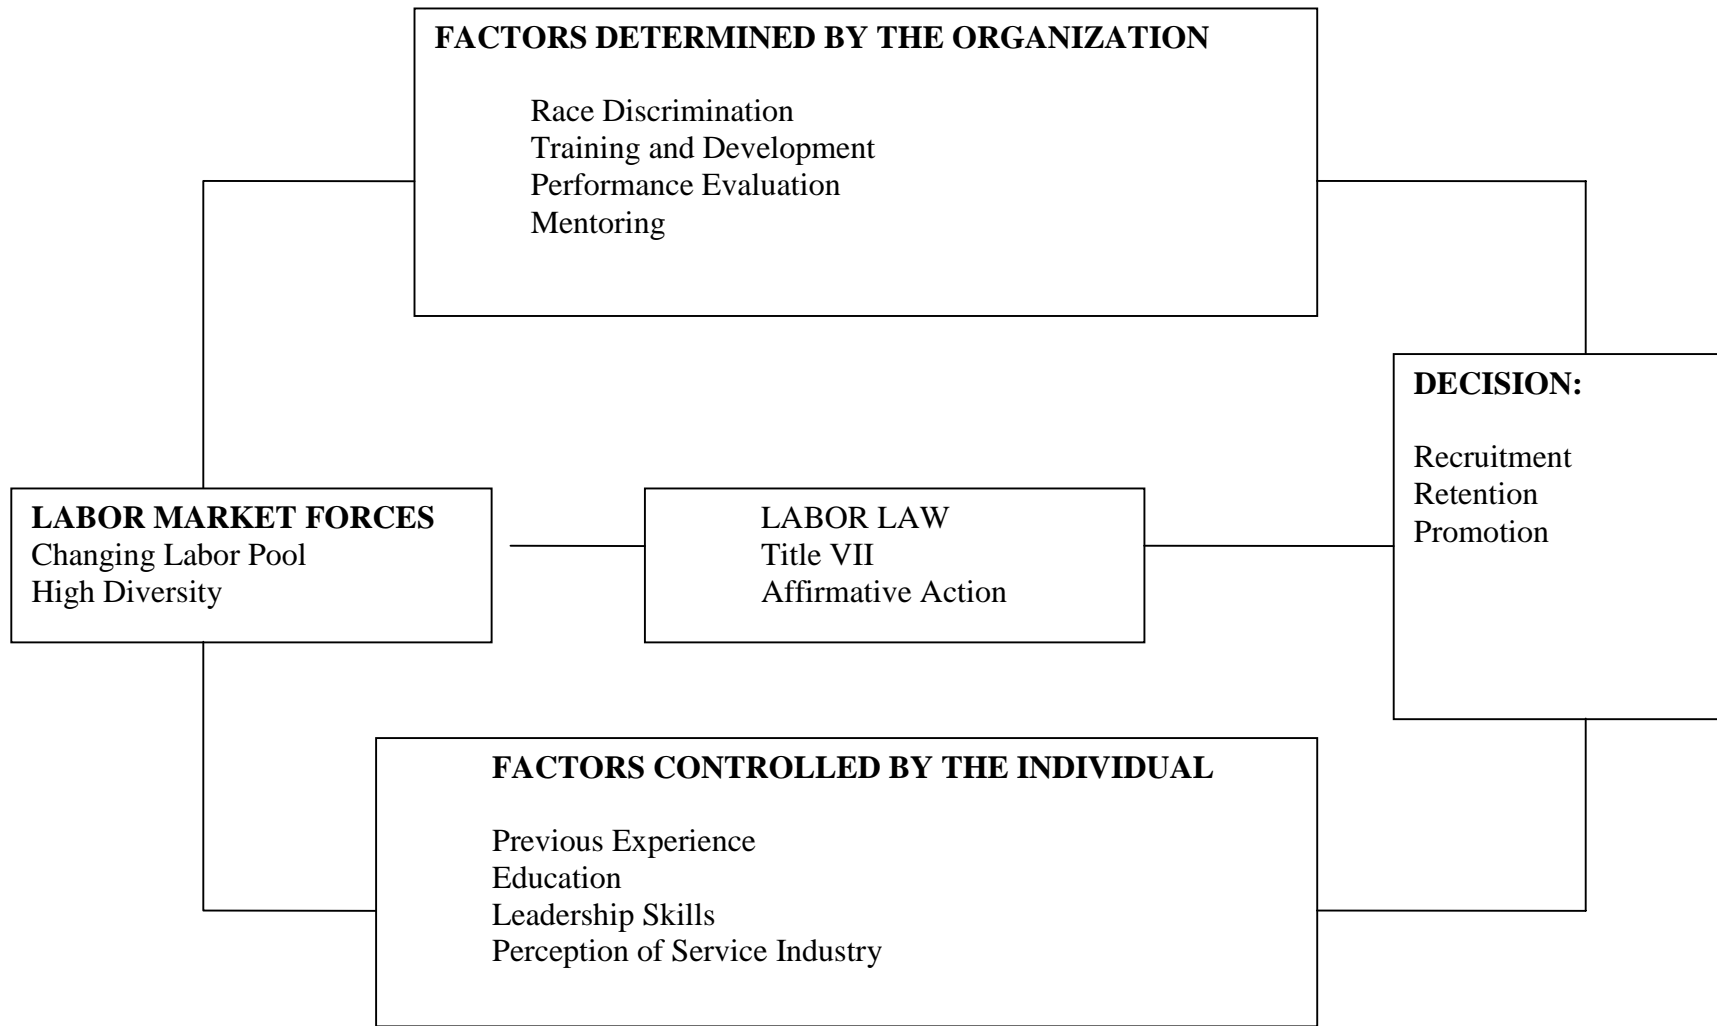 FACTORS DETERMINED BY THE ORGANIZATION
Race Discrimination
Training and Development
Performance Evaluation
Mentoring
DECISION:
Recruitment
Retention
Promotion
LABOR MARKET FORCES
Changing Labor Pool
High Diversity
LABOR LAW
Title VII
Affirmative Action
FACTORS CONTROLLED BY THE INDIVIDUAL
Previous Experience
Education
Leadership Skills
Perception of Service Industry